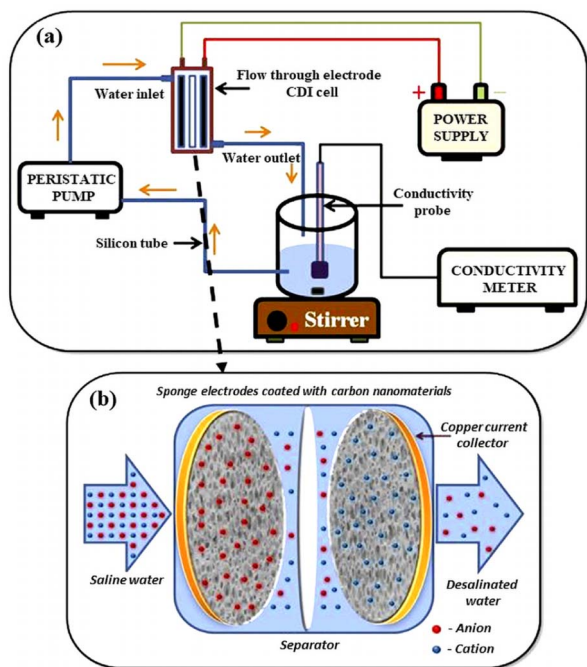 (a)
Water inlet
Flow through electrode
CDI cell
+
−
POWER
SUPPLY
Water outlet
PERISTATIC
PUMP
Conductivity
probe
Silicon tube
CONDUCTIVITY
METER
Stirrer
(b)
Sponge electrodes coated with carbon nanomaterials
Copper current
collector
Saline water
Desalinated
water
Separator
- Anion
- Cation